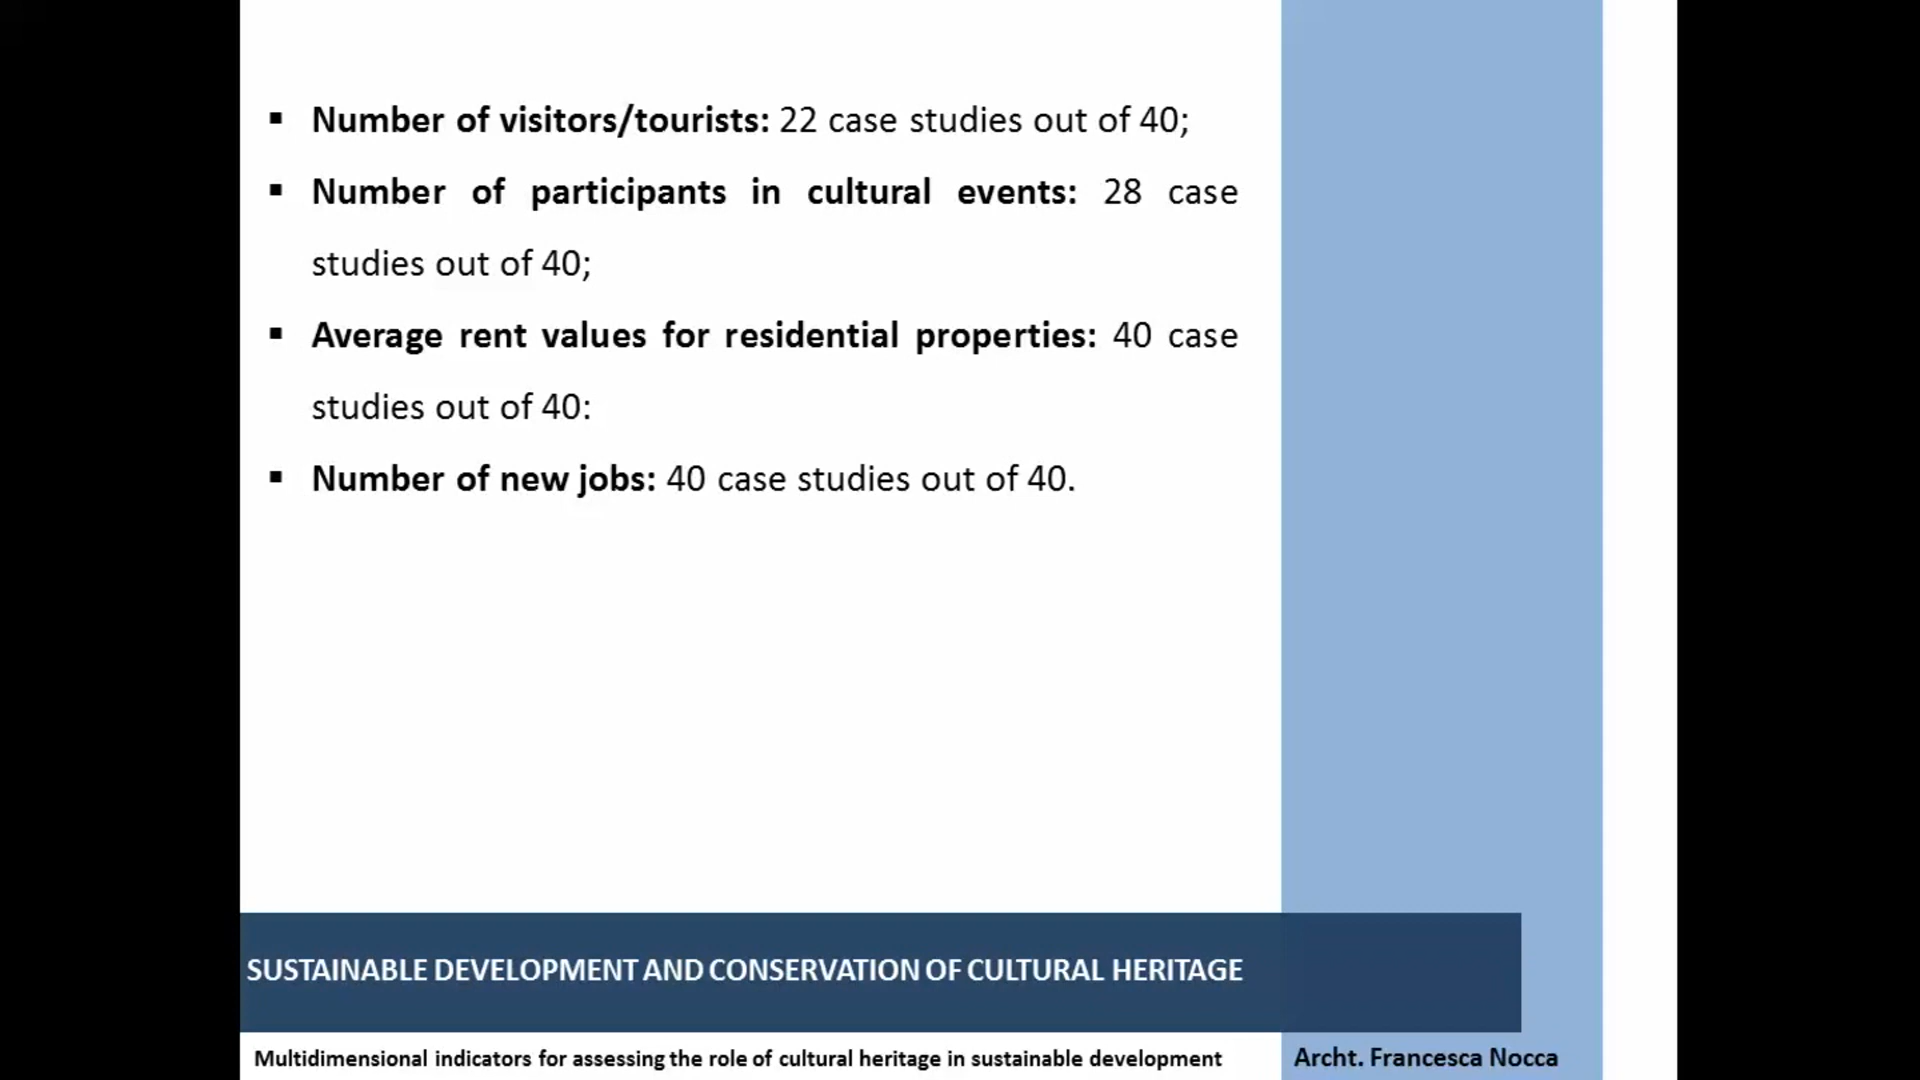 ▪ Number of visitors/tourists: 22 case studies out of 40;
▪ Number of participants in cultural events: 28 case
studies out of 40;
▪ Average rent values for residential properties: 40 case
studies out of 40:
▪ Number of new jobs: 40 case studies out of 40.
SUSTAINABLE DEVELOPMENT AND CONSERVATION OF CULTURAL HERITAGE
Multidimensional indicators for assessing the role of cultural heritage in sustainable development
Archt. Francesca Nocca